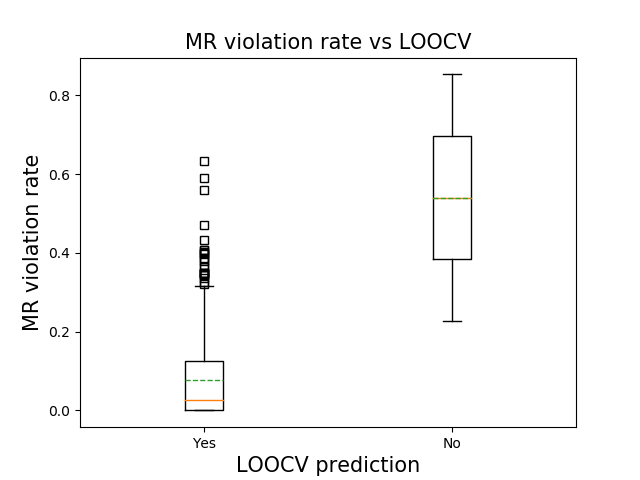 MR violation rate vs LOOCV
MR violation rate
0.8
0.6
0.4
0.2
0.0
Yes
No
LOOCV prediction